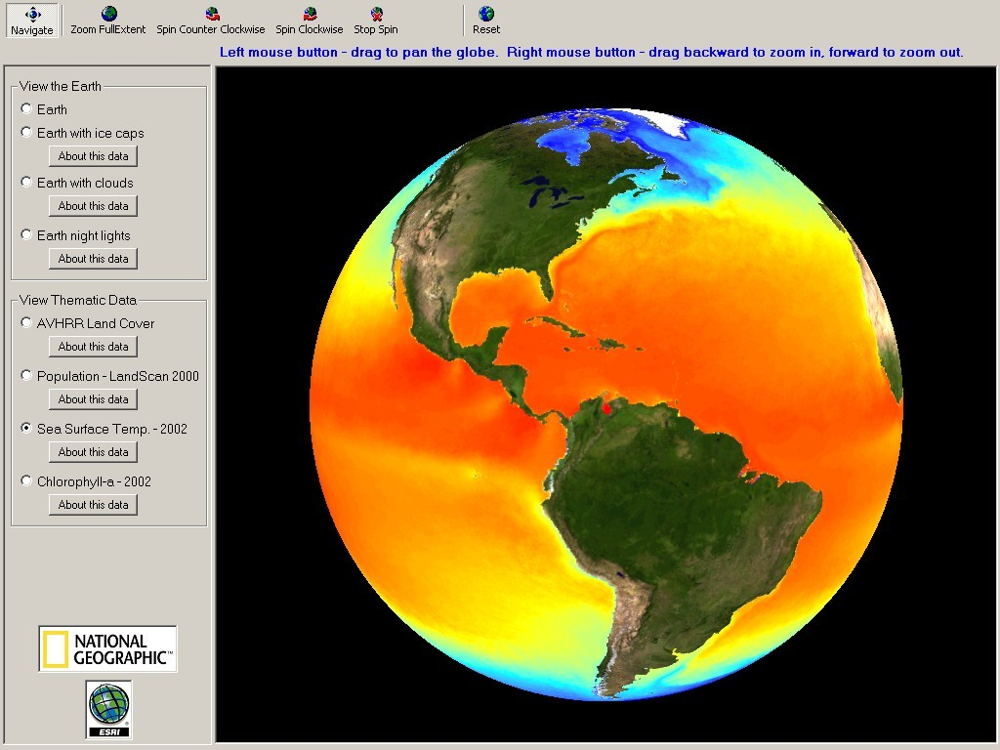 Navigate
Zoom FullExtent
Spin Counter Clockwise
Spin Clockwise
Stop Spin
Reset
Left mouse button - drag to pan the globe. Right mouse button - drag backward to zoom in, forward to zoom out.
View the Earth
Earth
Earth with ice caps
About this data
Earth with clouds
About this data
Earth night lights
About this data
View Thematic Data
AVHRR Land Cover
About this data
Population - LandScan 2000
About this data
Sea Surface Temp. - 2002
About this data
Chlorophyll-a - 2002
About this data
NATIONAL
GEOGRAPHIC™
ESRI